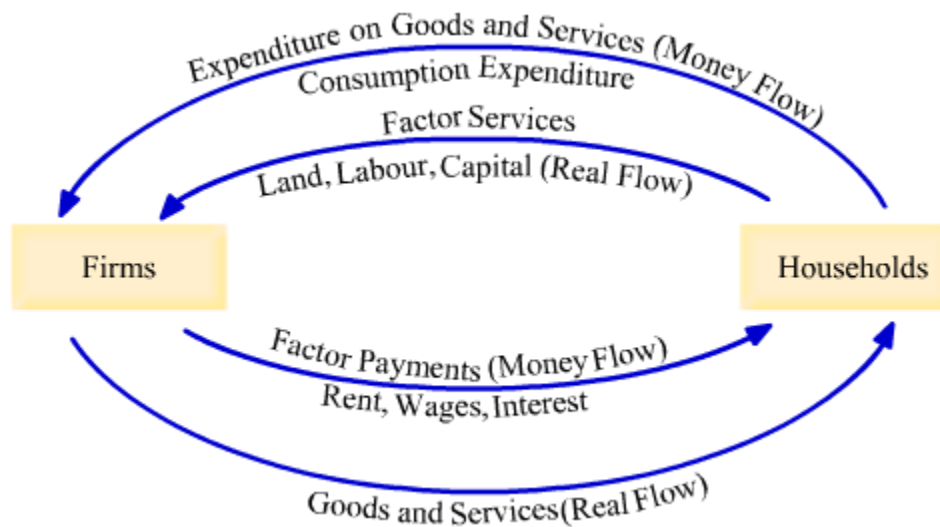 Expenditure on Goods and Services (Money Flow)
Consumption Expenditure
Factor Services
Land, Labour, Capital (Real Flow)
Firms
Households
Factor Payments (Money Flow)
Rent, Wages, Interest
Goods and Services(Real Flow)